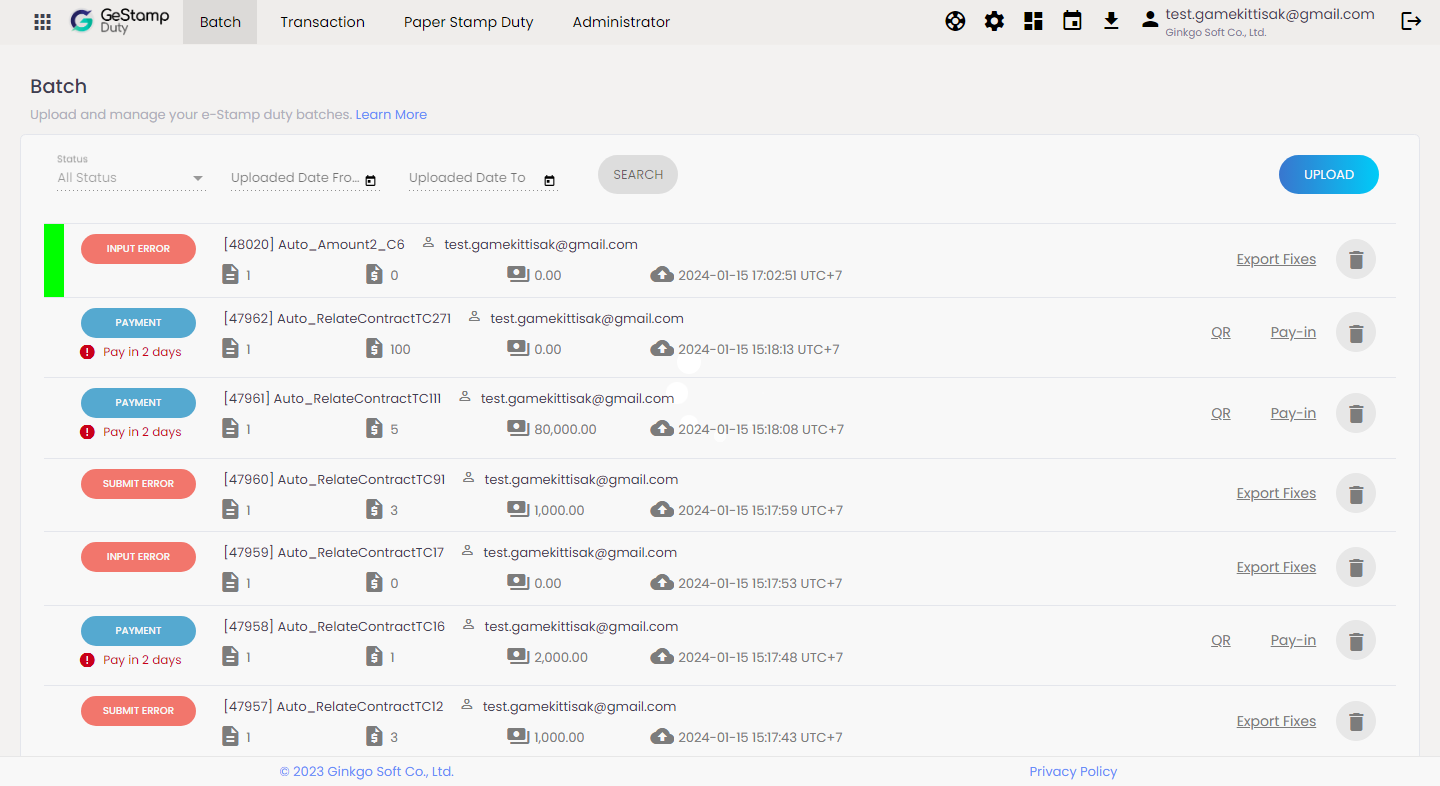 GeStamp Duty
Batch
Transaction
Paper Stamp Duty
Administrator
test.gamekittisak@gmail.com
Ginkgo Soft Co., Ltd.
Batch
Upload and manage your e-Stamp duty batches. Learn More
Status
All Status
Uploaded Date Fro...
Uploaded Date To
SEARCH
UPLOAD
INPUT ERROR
[48020] Auto_Amount2_C6 test.gamekittisak@gmail.com
1 0 0.00 2024-01-15 17:02:51 UTC+7
Export Fixes
PAYMENT
Pay in 2 days
[47962] Auto_RelateContractTC271 test.gamekittisak@gmail.com
1 100 0.00 2024-01-15 15:18:13 UTC+7
QR Pay-in
PAYMENT
Pay in 2 days
[47961] Auto_RelateContractTC111 test.gamekittisak@gmail.com
1 5 80,000.00 2024-01-15 15:18:08 UTC+7
QR Pay-in
SUBMIT ERROR
[47960] Auto_RelateContractTC91 test.gamekittisak@gmail.com
1 3 1,000.00 2024-01-15 15:17:59 UTC+7
Export Fixes
INPUT ERROR
[47959] Auto_RelateContractTC17 test.gamekittisak@gmail.com
1 0 0.00 2024-01-15 15:17:53 UTC+7
Export Fixes
PAYMENT
Pay in 2 days
[47958] Auto_RelateContractTC16 test.gamekittisak@gmail.com
1 1 2,000.00 2024-01-15 15:17:48 UTC+7
QR Pay-in
SUBMIT ERROR
[47957] Auto_RelateContractTC12 test.gamekittisak@gmail.com
1 3 1,000.00 2024-01-15 15:17:43 UTC+7
Export Fixes
© 2023 Ginkgo Soft Co., Ltd.
Privacy Policy